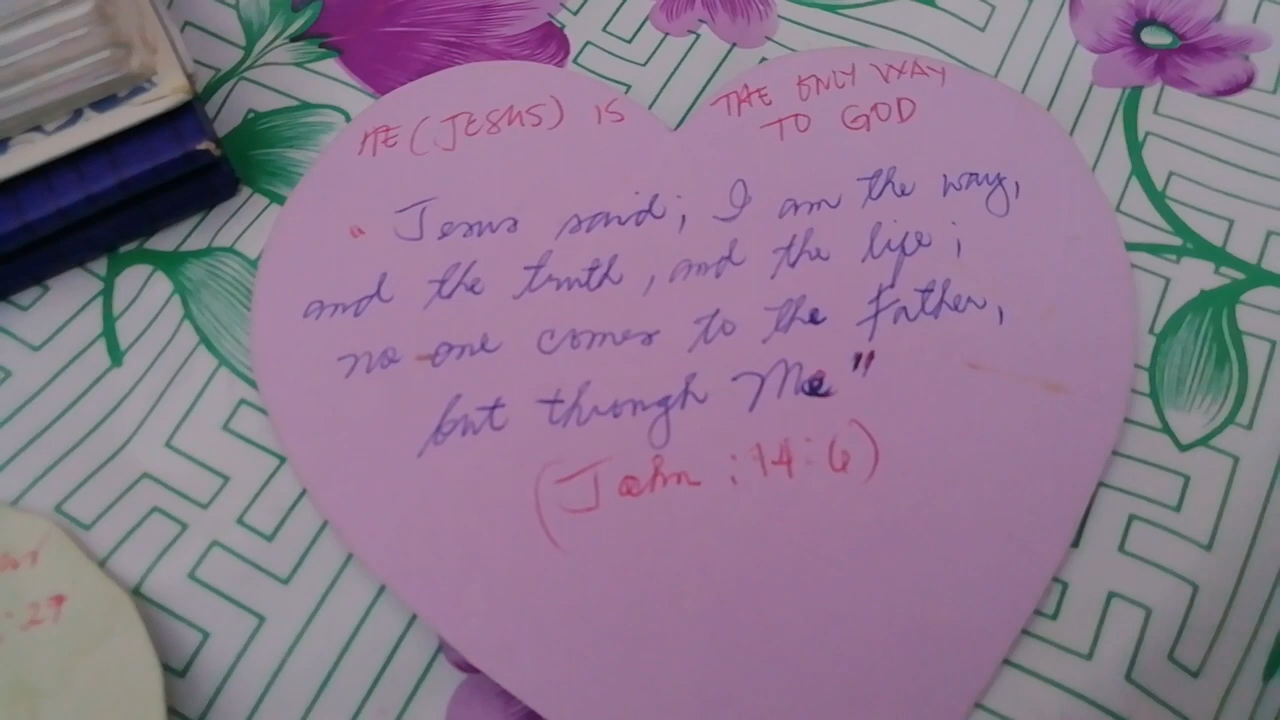 HE (JESUS) IS THE ONLY WAY
TO GOD
" Jesus said; I am the way,
and the truth, and the life;
no one comes to the Father,
but through Me"
(John : 14:6)
: 27